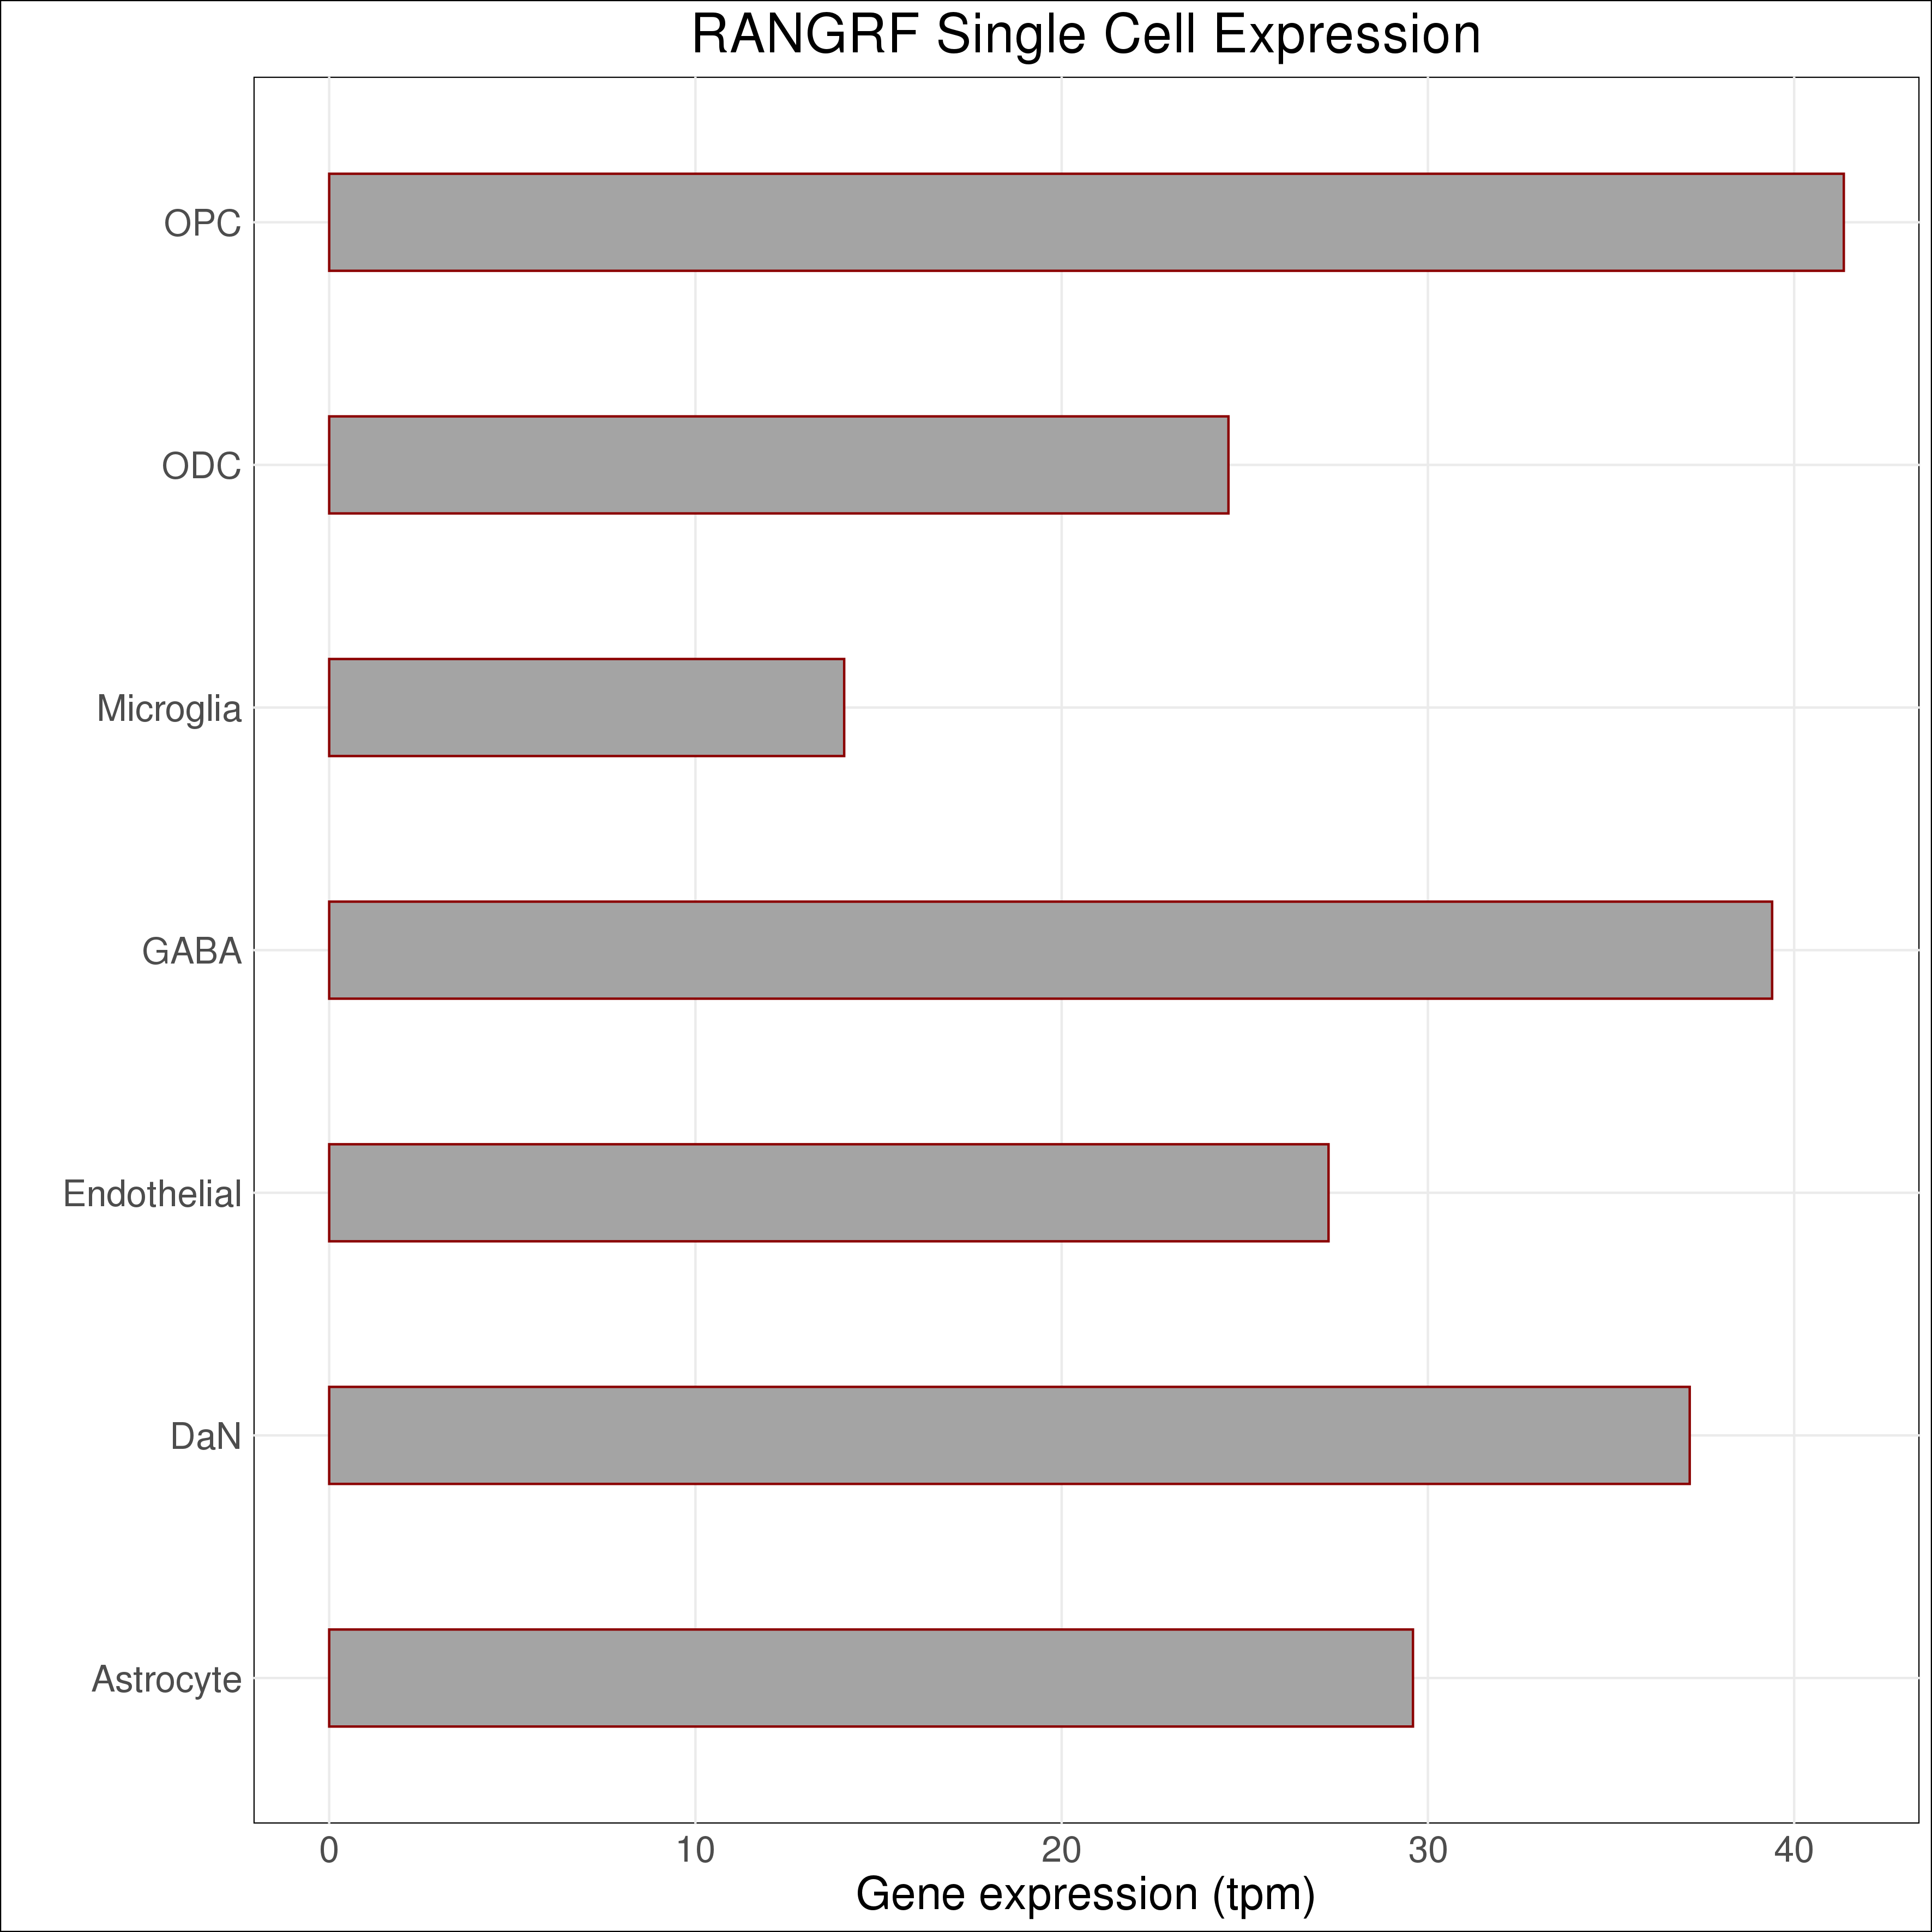 RANGRF Single Cell Expression
OPC
ODC
Microglia
GABA
Endothelial
DaN
Astrocyte
0 10 20 30 40
Gene expression (tpm)